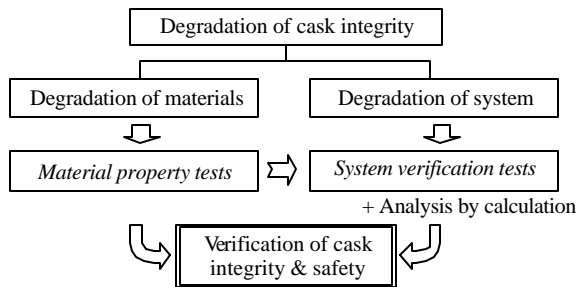 Degradation of cask integrity
Degradation of materials
Degradation of system
Material property tests
System verification tests
+ Analysis by calculation
Verification of cask
integrity & safety